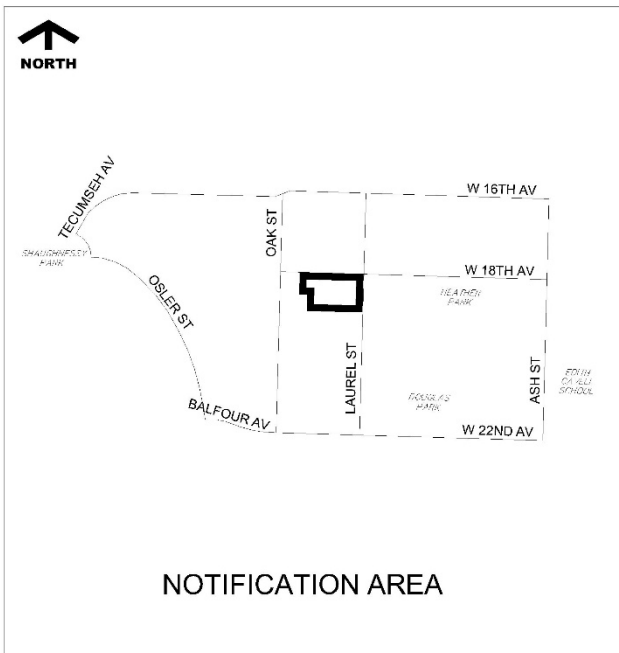 NORTH
W 16TH AV
TECUMSEH AV
OAK ST
SHAUGHNESSY
PARK
W 18TH AV
OSLER ST
HEATHER
PARK
LAUREL ST
ASH ST
EDITH
CAVELL
SCHOOL
DOUGLAS
PARK
BALFOUR AV
W 22ND AV
NOTIFICATION AREA